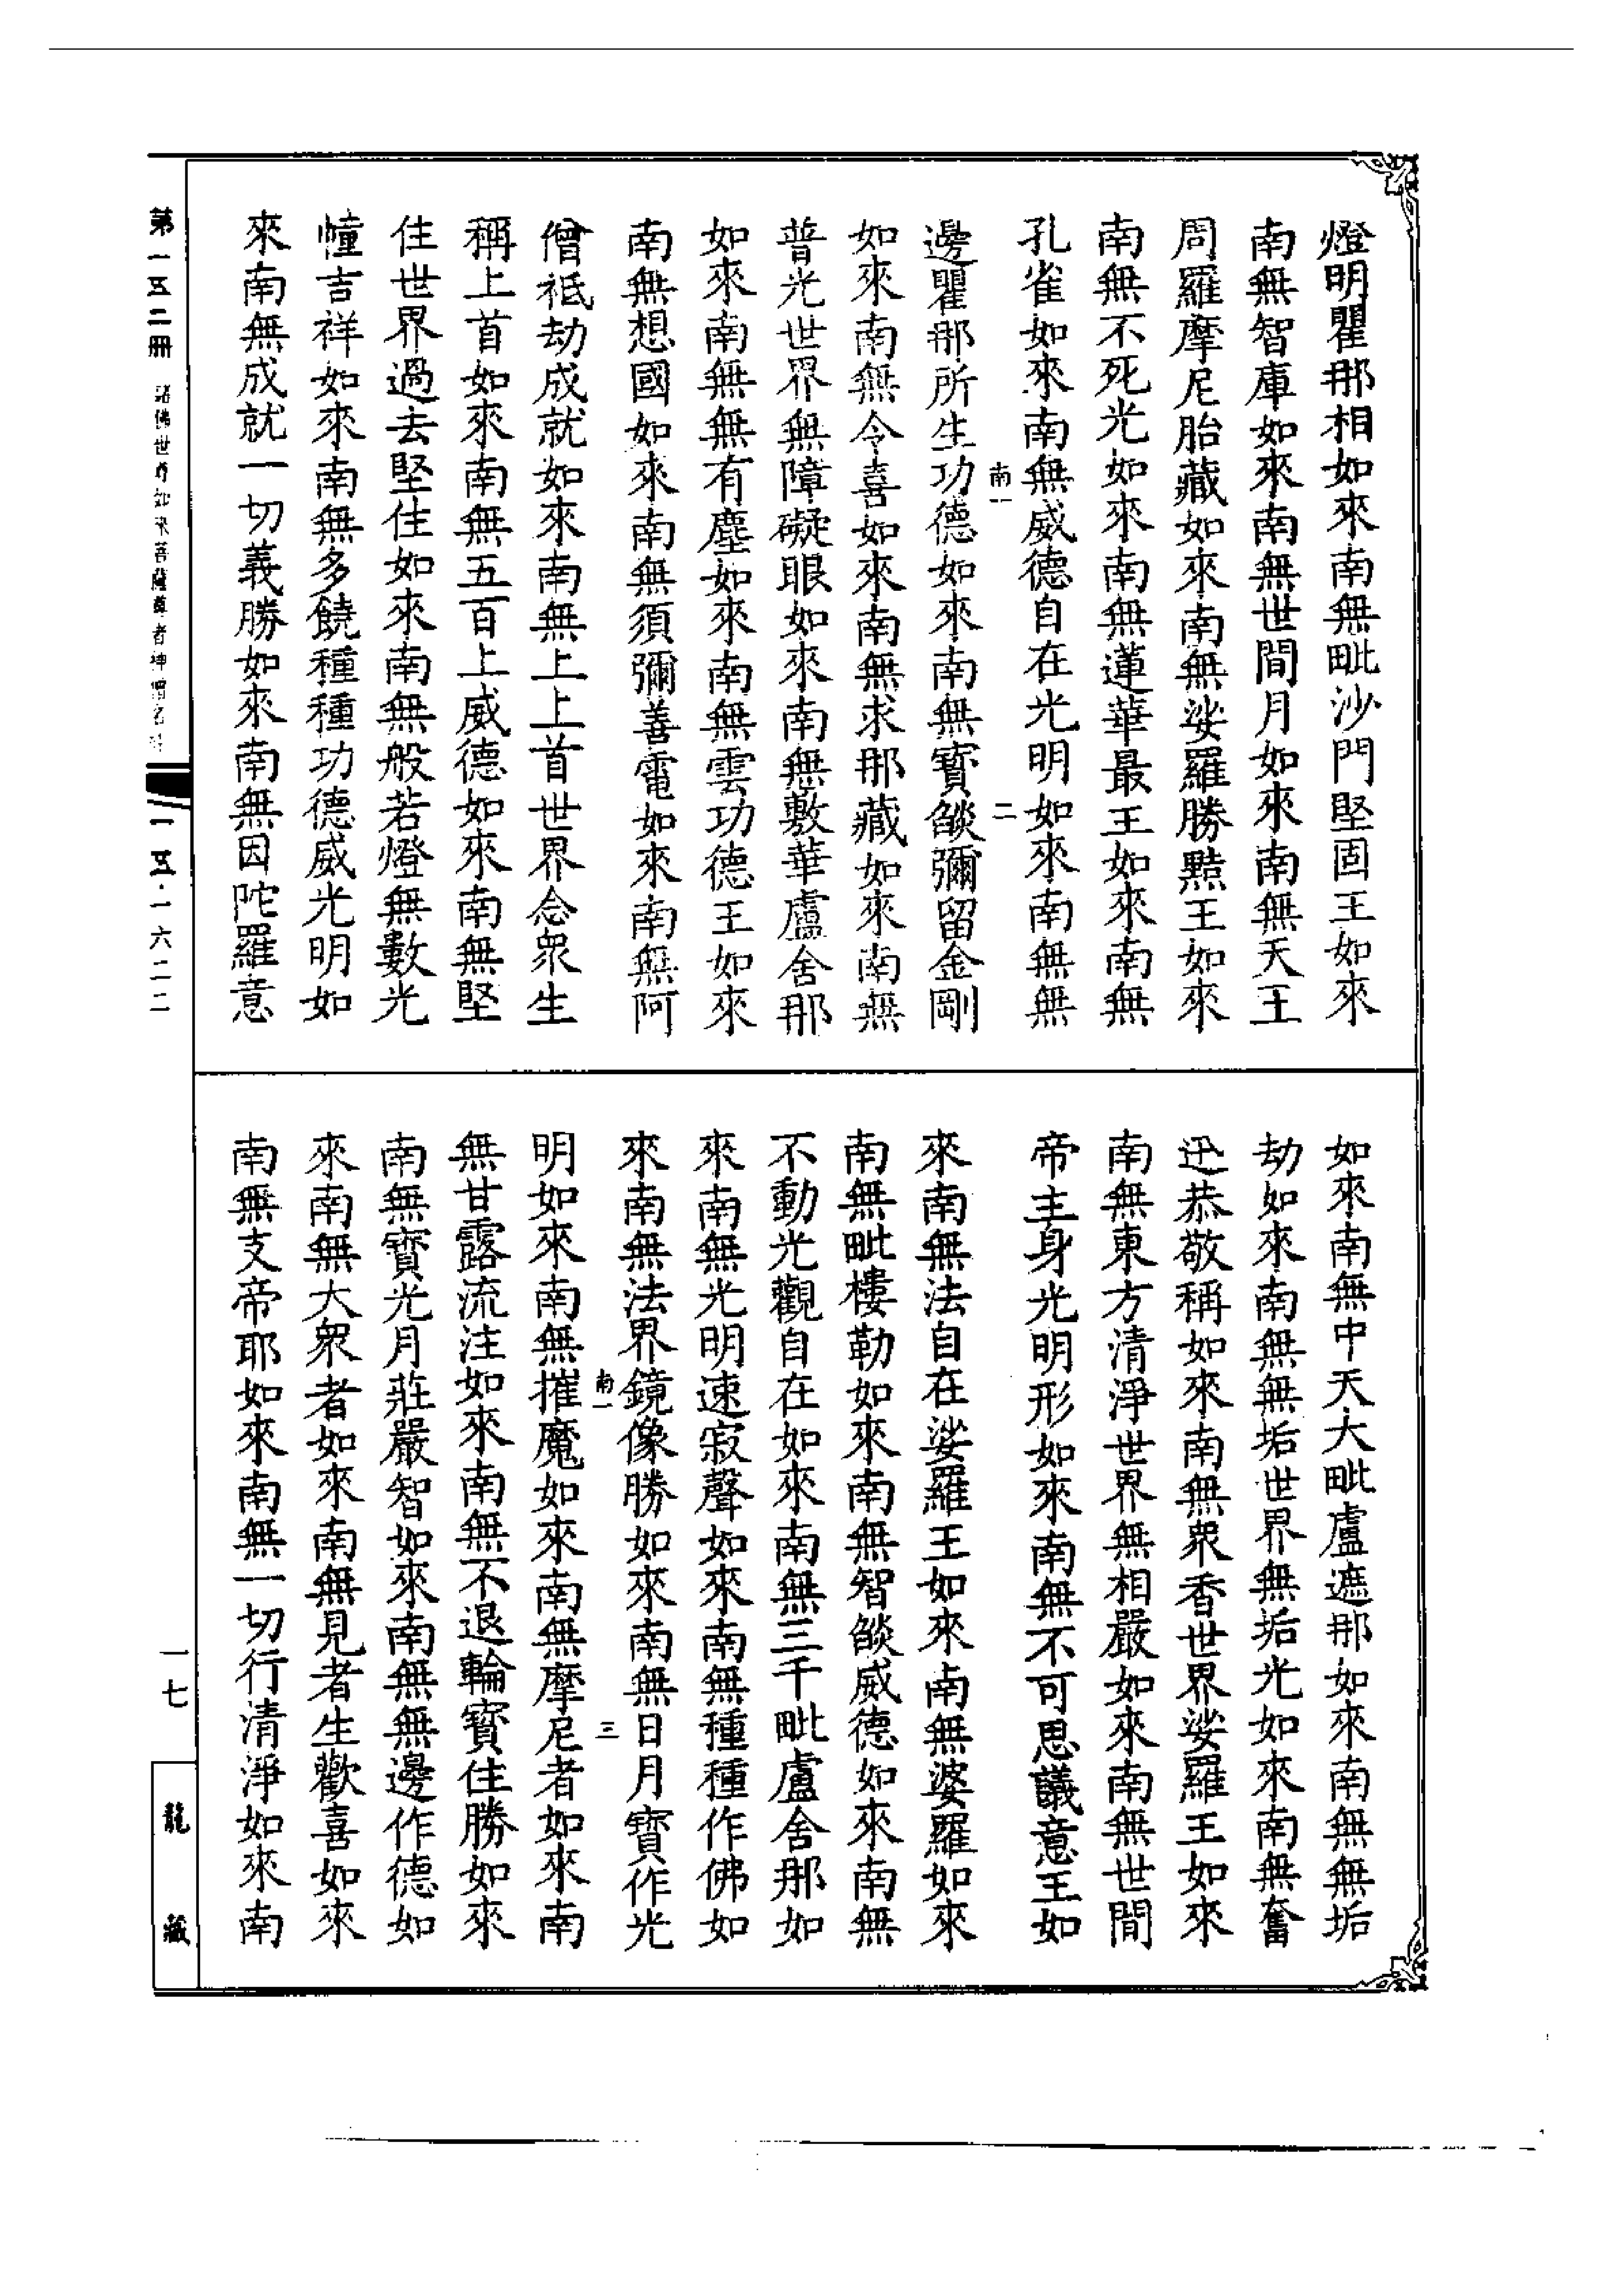 燈明瞿那相如來南無毗沙門堅固王如來
南無智庫如來南無世間月如來南無天王
周羅摩尼胎藏如來南無娑羅勝㸃王如來
南無不死光如來南無蓮華最王如來南無
孔雀如來南無威德自在光明如來南無無
南一
二
邊瞿那所生功德如來南無寶燄彌留金剛
如來南無令喜如來南無求那藏如來南無
普光世界無障礙眼如來南無敷華盧舍那
如來南無無有塵如來南無雲功德王如來
南無想國如來南無須彌善電如來南無阿
僧祇劫成就如來南無上上首世界念眾生
稱上首如來南無五百上威德如來南無堅
住世界過去堅住如來南無般若燈無數光
幢吉祥如來南無多饒種種功德威光明如
來南無成就一切義勝如來南無因陀羅意
如來南無中天大毗盧遮那如來南無無垢
劫如來南無無垢世界無垢光如來南無奮
迅恭敬稱如來南無眾香世界娑羅王如來
南無東方清淨世界無相嚴如來南無世間
帝主身光明形如來南無不可思議意王如
來南無法自在娑羅王如來南無婆羅如來
南無毗樓勒如來南無智燄威德如來南無
不動光觀自在如來南無三千毗盧舍那如
來南無光明速寂聲如來南無種種作佛如
來南無法界鏡像勝如來南無日月寶作光
南一
三
明如來南無摧魔如來南無摩尼者如來南
無甘露流注如來南無不退輪寶住勝如來
南無寶光月莊嚴智如來南無無邊作德如
來南無大眾者如來南無見者生歡喜如來
南無支帝耶如來南無一切行清淨如來南
第一五二冊
諸佛世尊如來菩薩尊者神僧名
一五·一六二二
一七
龍藏